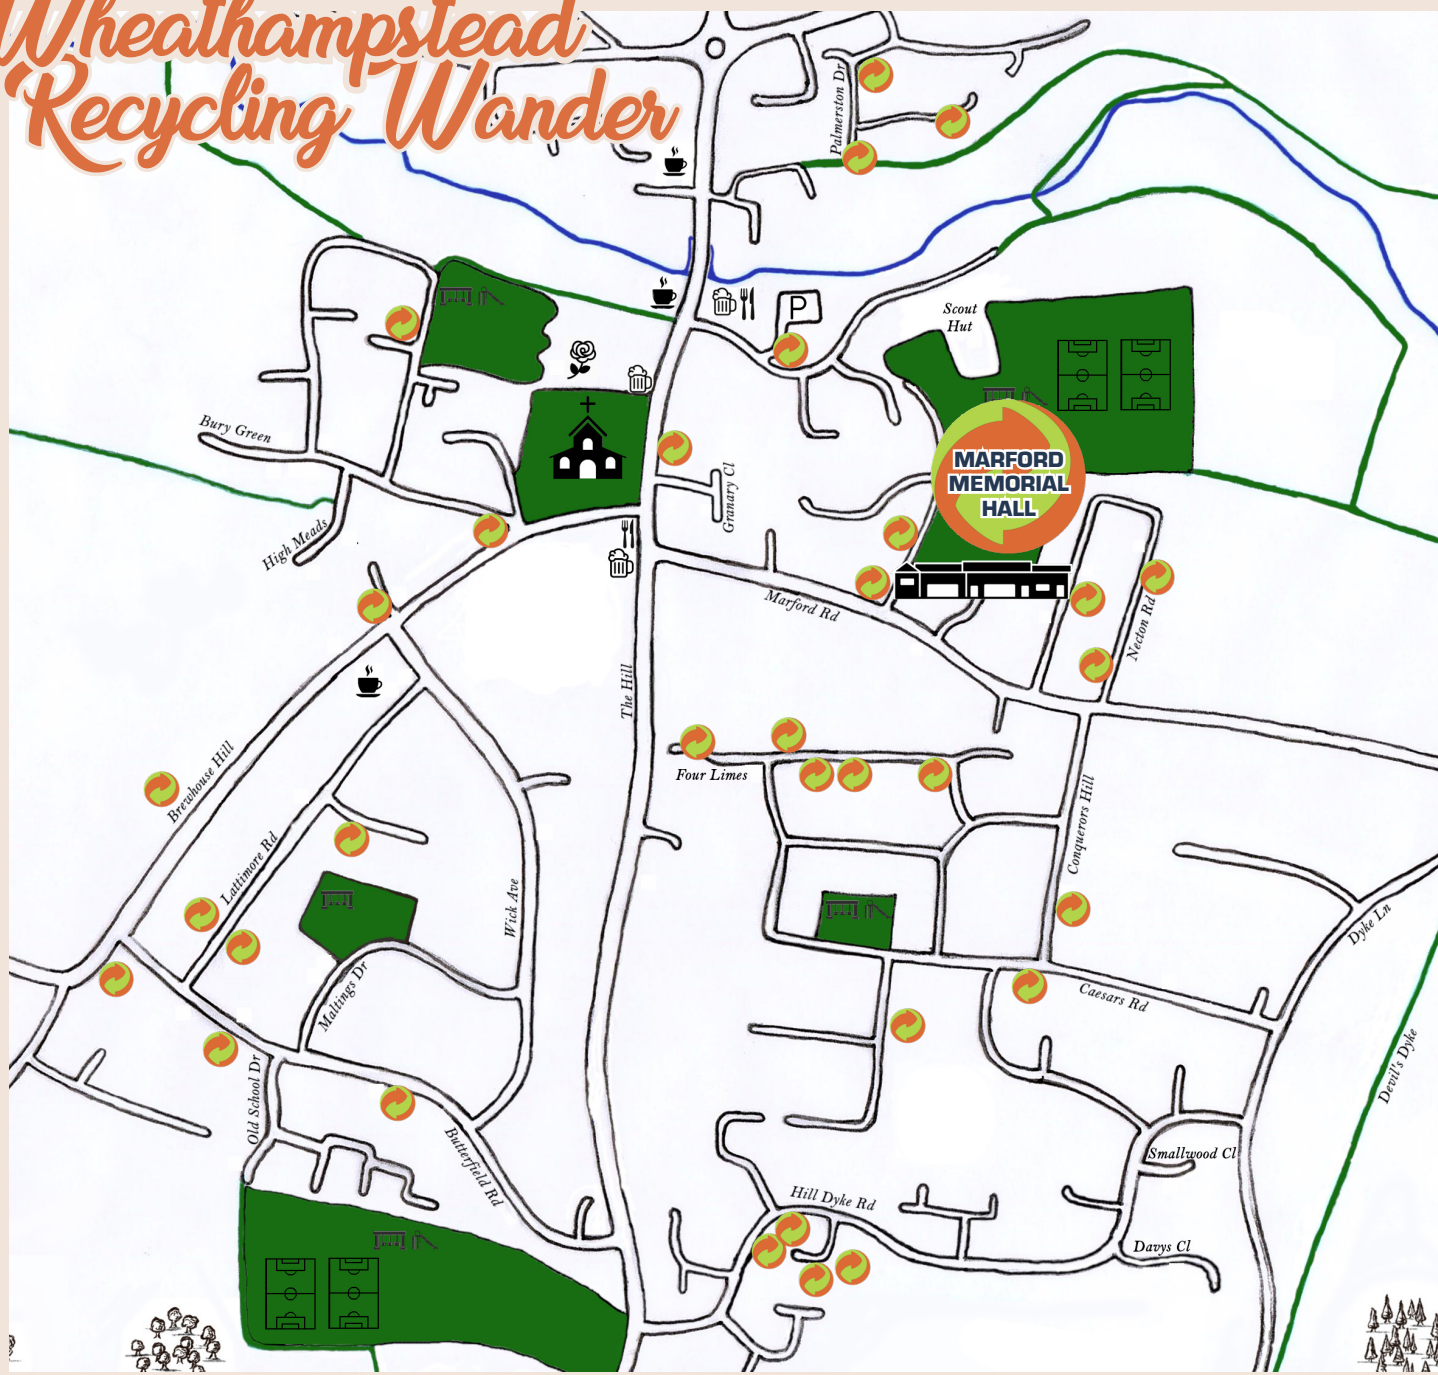 Wheathampstead
Recycling Wander
Palmerston Dr
P
Scout
Hut
Bury Green
High Meads
Granary Cl
MARFORD
MEMORIAL
HALL
Marford Rd
Necton Rd
The Hill
Four Limes
Brewhouse Hill
Lattimore Rd
Wick Ave
Conquerors Hill
Dyke Ln
Maltings Dr
Caesars Rd
Devil's Dyke
Old School Dr
Butterfield Rd
Smallwood Cl
Hill Dyke Rd
Davys Cl